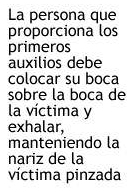 La persona que
proporciona los
primeros
auxilios debe
colocar su boca
sobre la boca de
la víctima y
exhalar,
manteniendo la
nariz de la
víctima pinzada